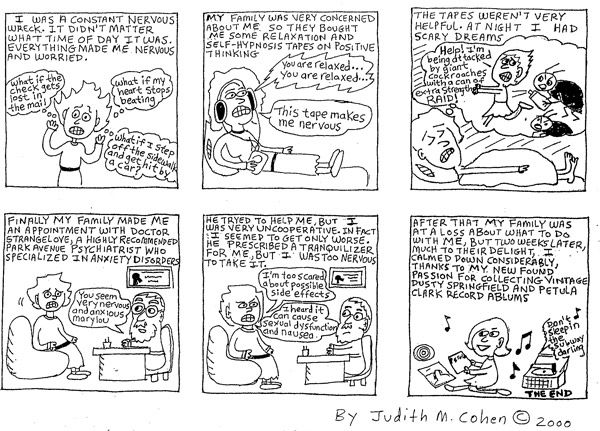 I WAS A CONSTANT NERVOUS
WRECK. IT DIDN'T MATTER
WHAT TIME OF DAY IT WAS.
EVERYTHING MADE ME NERVOUS
AND WORRIED.
what if the
check gets
lost in
the mail
what if my
heart stops
beating
what if I step
off the sidewalk
and get hit by
a car?
MY FAMILY WAS VERY CONCERNED
ABOUT ME SO THEY BOUGHT
ME SOME RELAXATION AND
SELF-HYPNOSIS TAPES ON POSITIVE
THINKING
you are relaxed...
you are relaxed...
This tape makes
me nervous
THE TAPES WEREN'T VERY
HELPFUL. AT NIGHT I HAD
SCARY DREAMS
Help! I'm
being attacked
by giant
cockroaches
with a can of
extra strength
RAID!
FINALLY MY FAMILY MADE ME
AN APPOINTMENT WITH DOCTOR
STRANGELOVE, A HIGHLY RECOMMENDED
PARK AVENUE PSYCHIATRIST WHO
SPECIALIZED IN ANXIETY DISORDERS
You seem
very nervous
and anxious
marylou
HE TRYED TO HELP ME, BUT I
WAS VERY UNCOOPERATIVE. IN FACT
I SEEMED TO GET ONLY WORSE.
HE PRESCRIBED A TRANQUILIZER
FOR ME, BUT I WAS TOO NERVOUS
TO TAKE IT.
I'm too scared
about possible
side effects
I heard it
can cause
sexual dysfunction
and nausea.
AFTER THAT MY FAMILY WAS
AT A LOSS ABOUT WHAT TO DO
WITH ME, BUT TWO WEEKS LATER,
MUCH TO THEIR DELIGHT, I
CALMED DOWN CONSIDERABLY,
THANKS TO MY NEW FOUND
PASSION FOR COLLECTING VINTAGE
DUSTY SPRINGFIELD AND PETULA
CLARK RECORD ABLUMS
Don't
sleep in
the
subway
darling
THE END
BY Judith M. Cohen © 2000